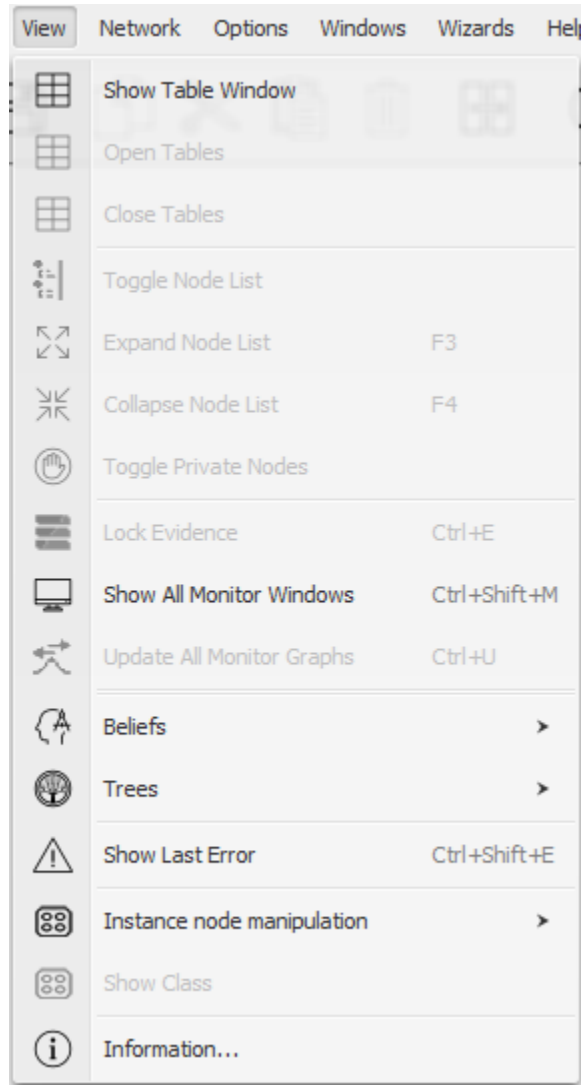 View Network Options Windows Wizards Help
Show Table Window
Open Tables
Close Tables
Toggle Node List
Expand Node List F3
Collapse Node List F4
Toggle Private Nodes
Lock Evidence Ctrl+E
Show All Monitor Windows Ctrl+Shift+M
Update All Monitor Graphs Ctrl+U
Beliefs
Trees
Show Last Error Ctrl+Shift+E
Instance node manipulation
Show Class
Information...